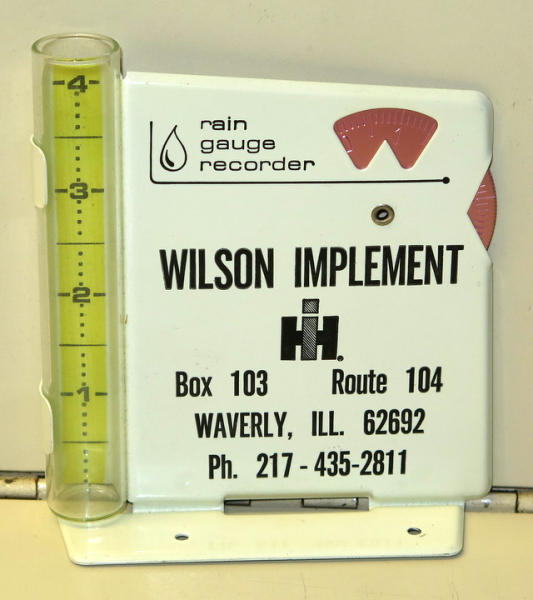 4
3
2
1
rain
gauge
recorder
WILSON IMPLEMENT
IH®
Box 103 Route 104
WAVERLY, ILL. 62692
Ph. 217-435-2811